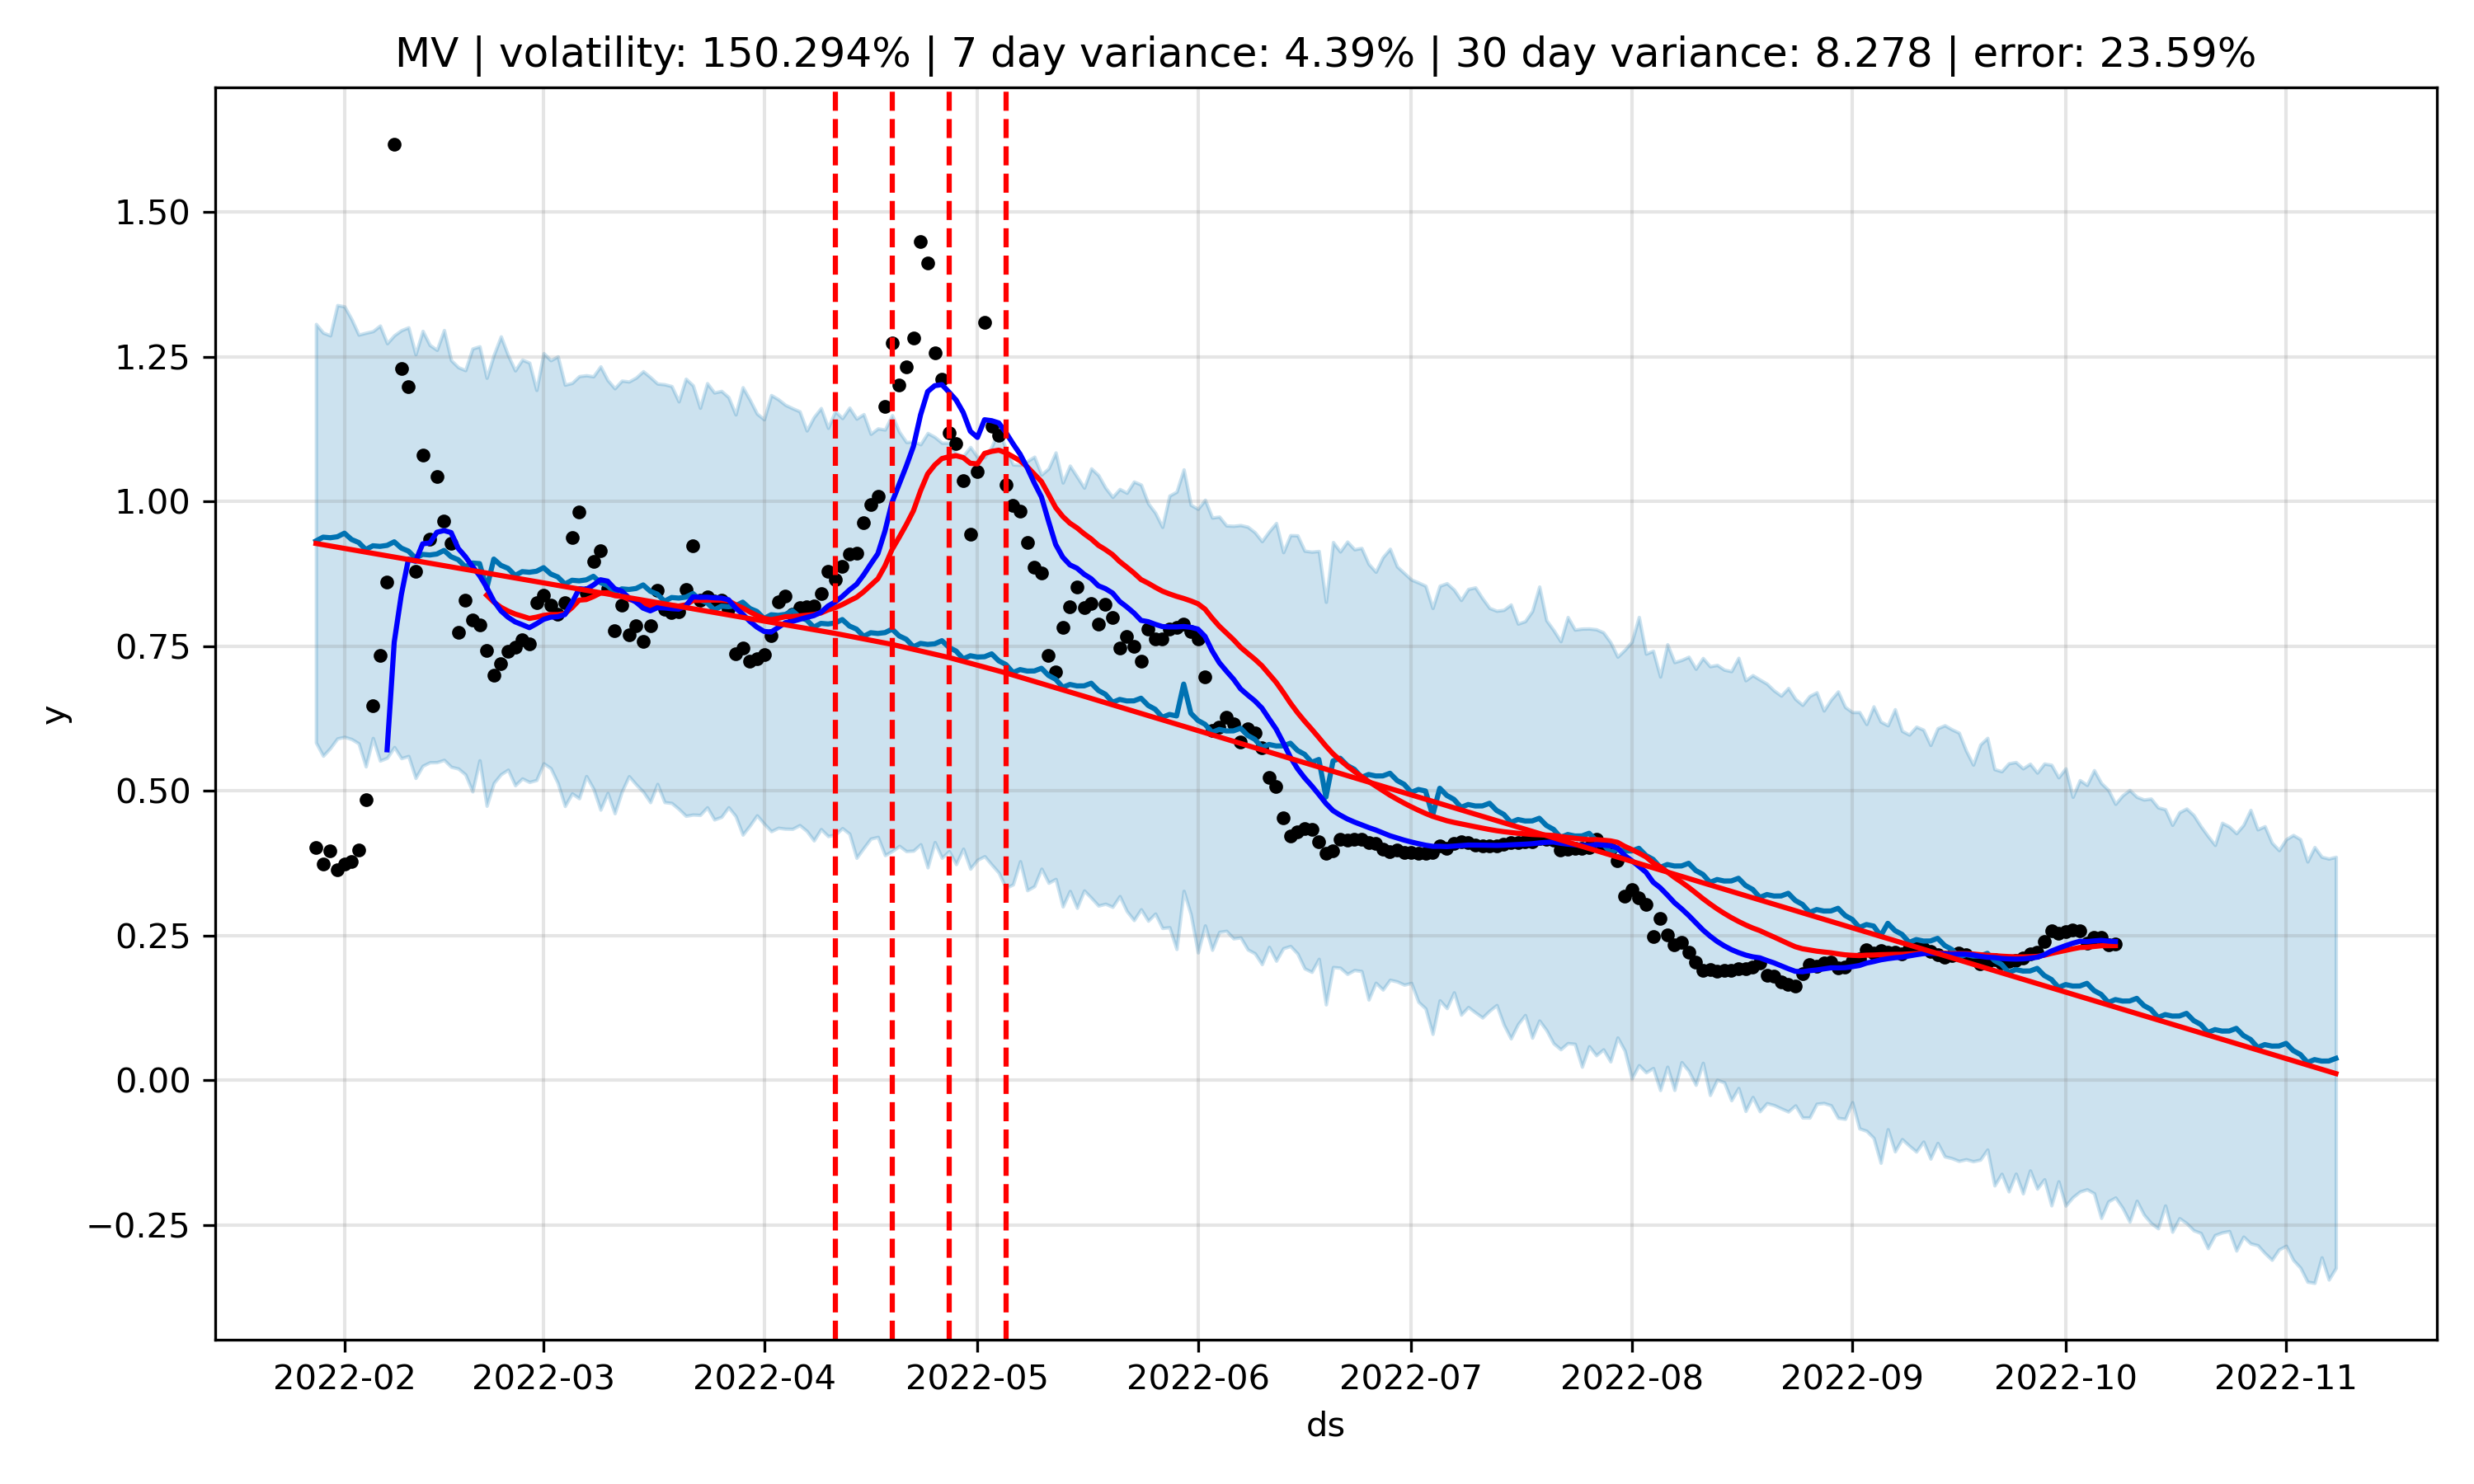 MV | volatility: 150.294% | 7 day variance: 4.39% | 30 day variance: 8.278 | error: 23.59%
1.50
1.25
1.00
0.75
y
0.50
0.25
0.00
−0.25
2022-02 2022-03 2022-04 2022-05 2022-06 2022-07 2022-08 2022-09 2022-10 2022-11
ds